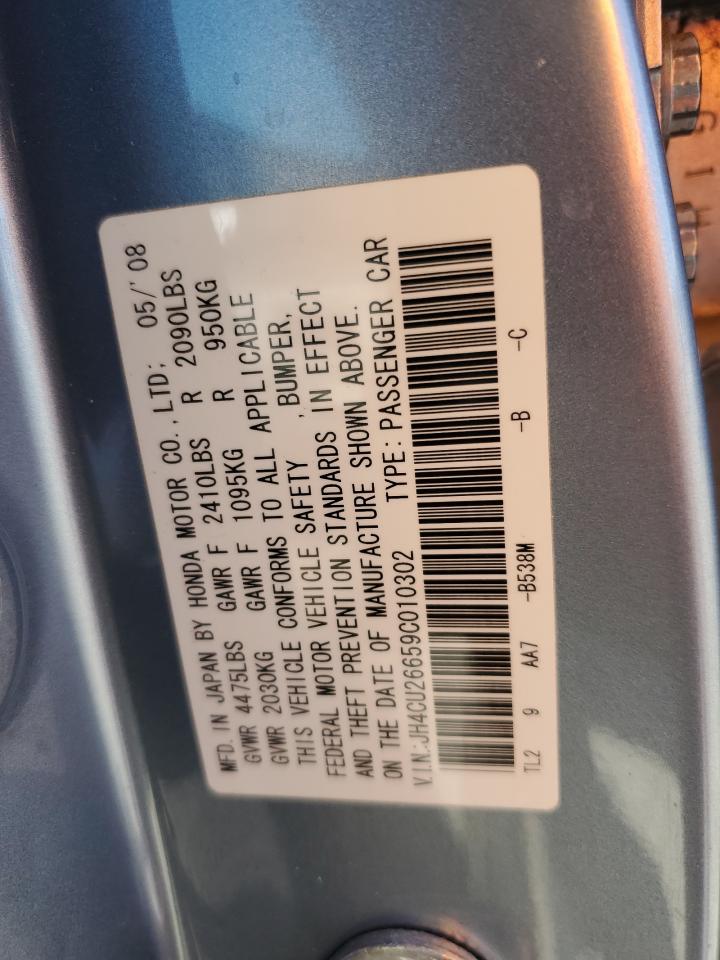 MFD. IN JAPAN BY HONDA MOTOR CO., LTD; 05/'08
GVWR 4475LBS GAWR F 2410LBS R 2090LBS
GVWR 2030KG GAWR F 1095KG R 950KG
THIS VEHICLE CONFORMS TO ALL APPLICABLE
FEDERAL MOTOR VEHICLE SAFETY , BUMPER,
AND THEFT PREVENTION STANDARDS IN EFFECT
ON THE DATE OF MANUFACTURE SHOWN ABOVE.
V.I.N.:JH4CU26659C010302 TYPE:PASSENGER CAR
TL2 9 AA7 -B538M -B -C